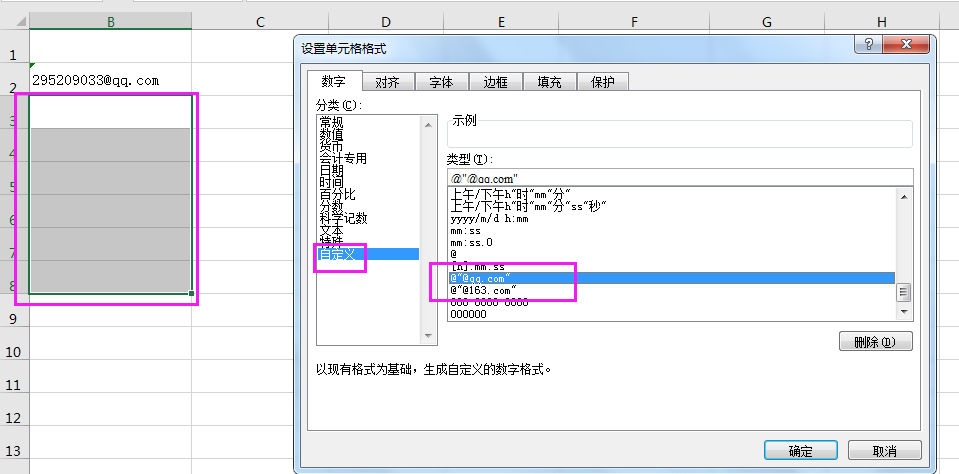 B C D E F G H
1
2 295209033@qq.com
3
4
5
6
7
8
9
10
11
12
13
设置单元格格式
数字 对齐 字体 边框 填充 保护
分类(C):
常规
数值
货币
会计专用
日期
时间
百分比
分数
科学记数
文本
特殊
自定义
示例
类型(T):
@"@qq.com"
上午/下午h"时"mm"分"
上午/下午h"时"mm"分"ss"秒"
yyyy/m/d h:mm
mm:ss
mm:ss.0
@
[h]:mm:ss
@"@qq.com"
@"@163.com"
000 0000 0000
000000
删除(D)
以现有格式为基础，生成自定义的数字格式。
确定 取消